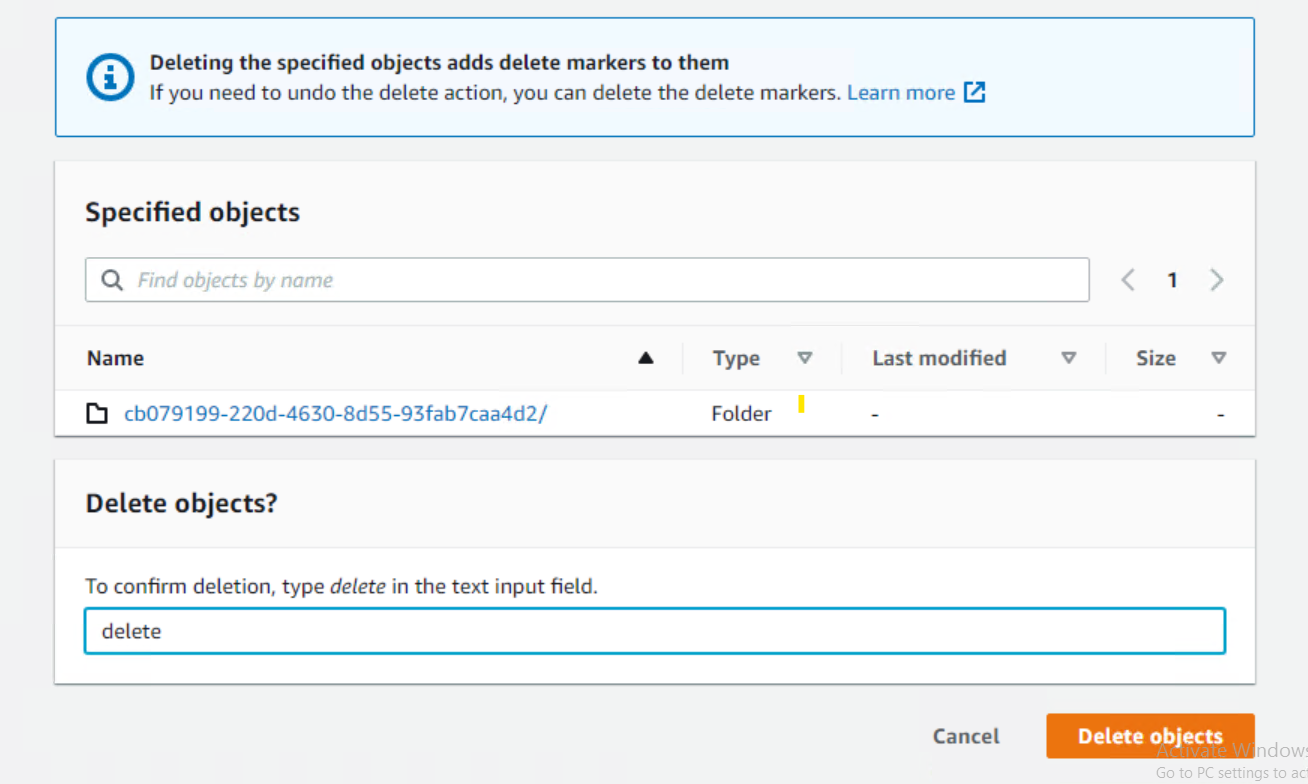 Deleting the specified objects adds delete markers to them
If you need to undo the delete action, you can delete the delete markers. Learn more
Specified objects
Find objects by name
1
Name Type Last modified Size
cb079199-220d-4630-8d55-93fab7caa4d2/ Folder - -
Delete objects?
To confirm deletion, type delete in the text input field.
delete
Cancel Delete objects
Activate Windows
Go to PC settings to